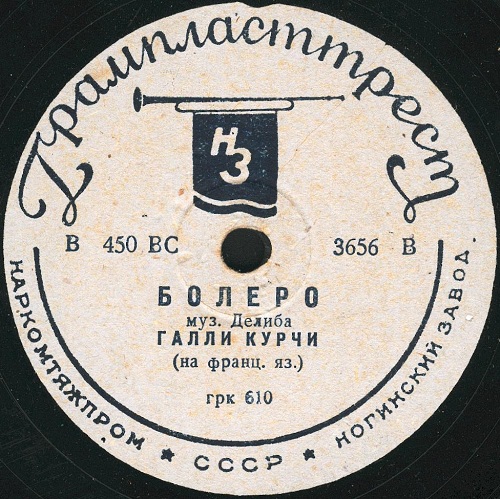 Грампласттрест
НЗ
В 450 ВС 3656 В
БОЛЕРО
муз. Делиба
ГАЛЛИ КУРЧИ
(на франц. яз.)
грк 610
НАРКОМТЯЖПРОМ ★ СССР ★ НОГИНСКИЙ ЗАВОД.